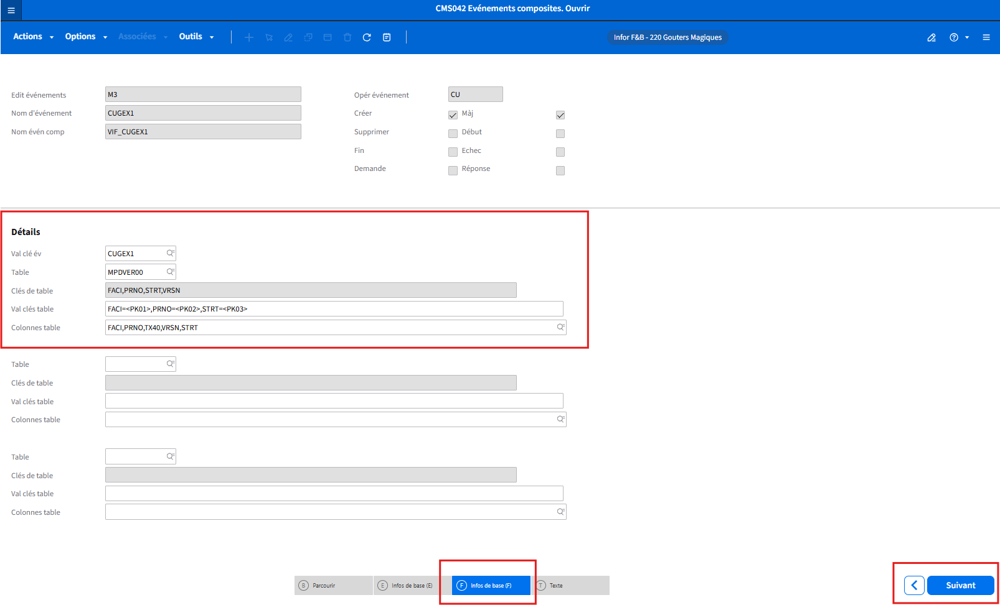 CMS042 Evénements composites. Ouvrir
Actions Options Associées Outils Infor F&B - 220 Gouters Magiques
Edit événements M3 Opér événement CU
Nom d'événement CUGEX1 Créer Màj
Nom évén comp VIF_CUGEX1 Supprimer Début
Fin Echec
Demande Réponse
Détails
Val clé év CUGEX1
Table MPDVER00
Clés de table FACI,PRNO,STRT,VRSN
Val clés table FACI=<PK01>,PRNO=<PK02>,STRT=<PK03>
Colonnes table FACI,PRNO,TX40,VRSN,STRT
Table
Clés de table
Val clés table
Colonnes table
Table
Clés de table
Val clés table
Colonnes table
B Parcourir E Infos de base (E) F Infos de base (F) T Texte Suivant